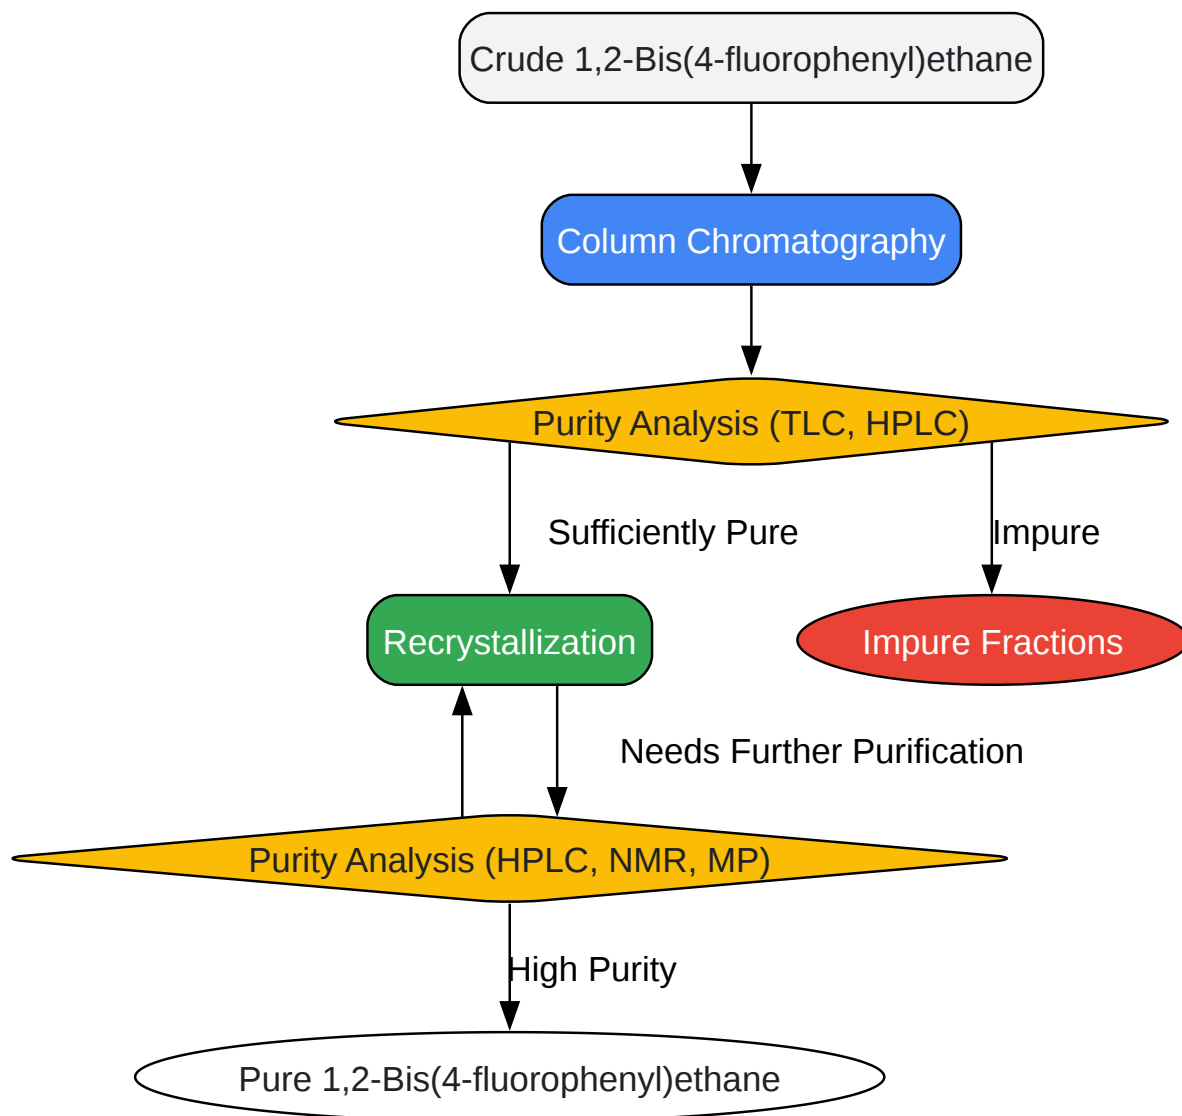 Crude 1,2-Bis(4-fluorophenyl)ethane
Column Chromatography
Purity Analysis (TLC, HPLC)
Sufficiently Pure
Impure
Recrystallization
Impure Fractions
Needs Further Purification
Purity Analysis (HPLC, NMR, MP)
High Purity
Pure 1,2-Bis(4-fluorophenyl)ethane